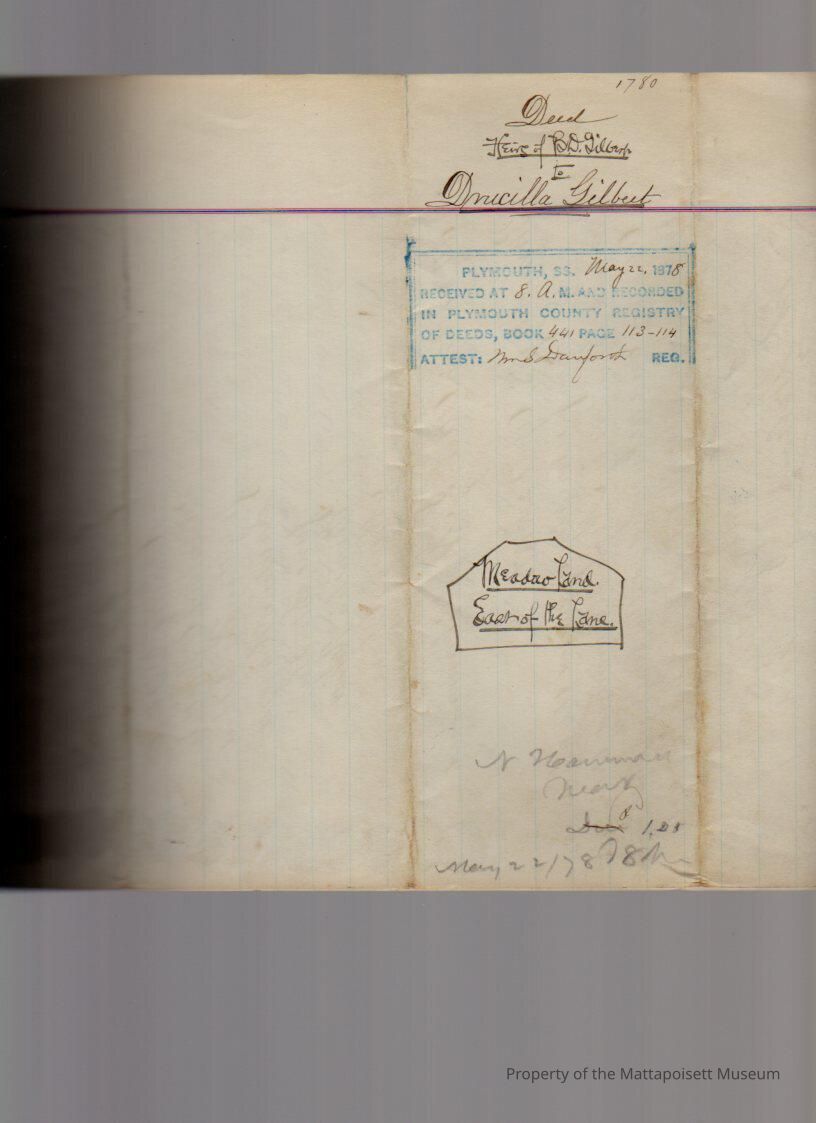 1780
Deed
Heirs of B.D. Gilbert
to
Drucilla Gilbert
PLYMOUTH, SS. May 22, 1878
RECEIVED AT 8. A. M. AND RECORDED
IN PLYMOUTH COUNTY REGISTRY
OF DEEDS, BOOK 441 PAGE 113-114
ATTEST: Wm S. Danforth REG.
Meadow Land.
East of the Lane.
N
1.05
May 22/78 8
Property of the Mattapoisett Museum